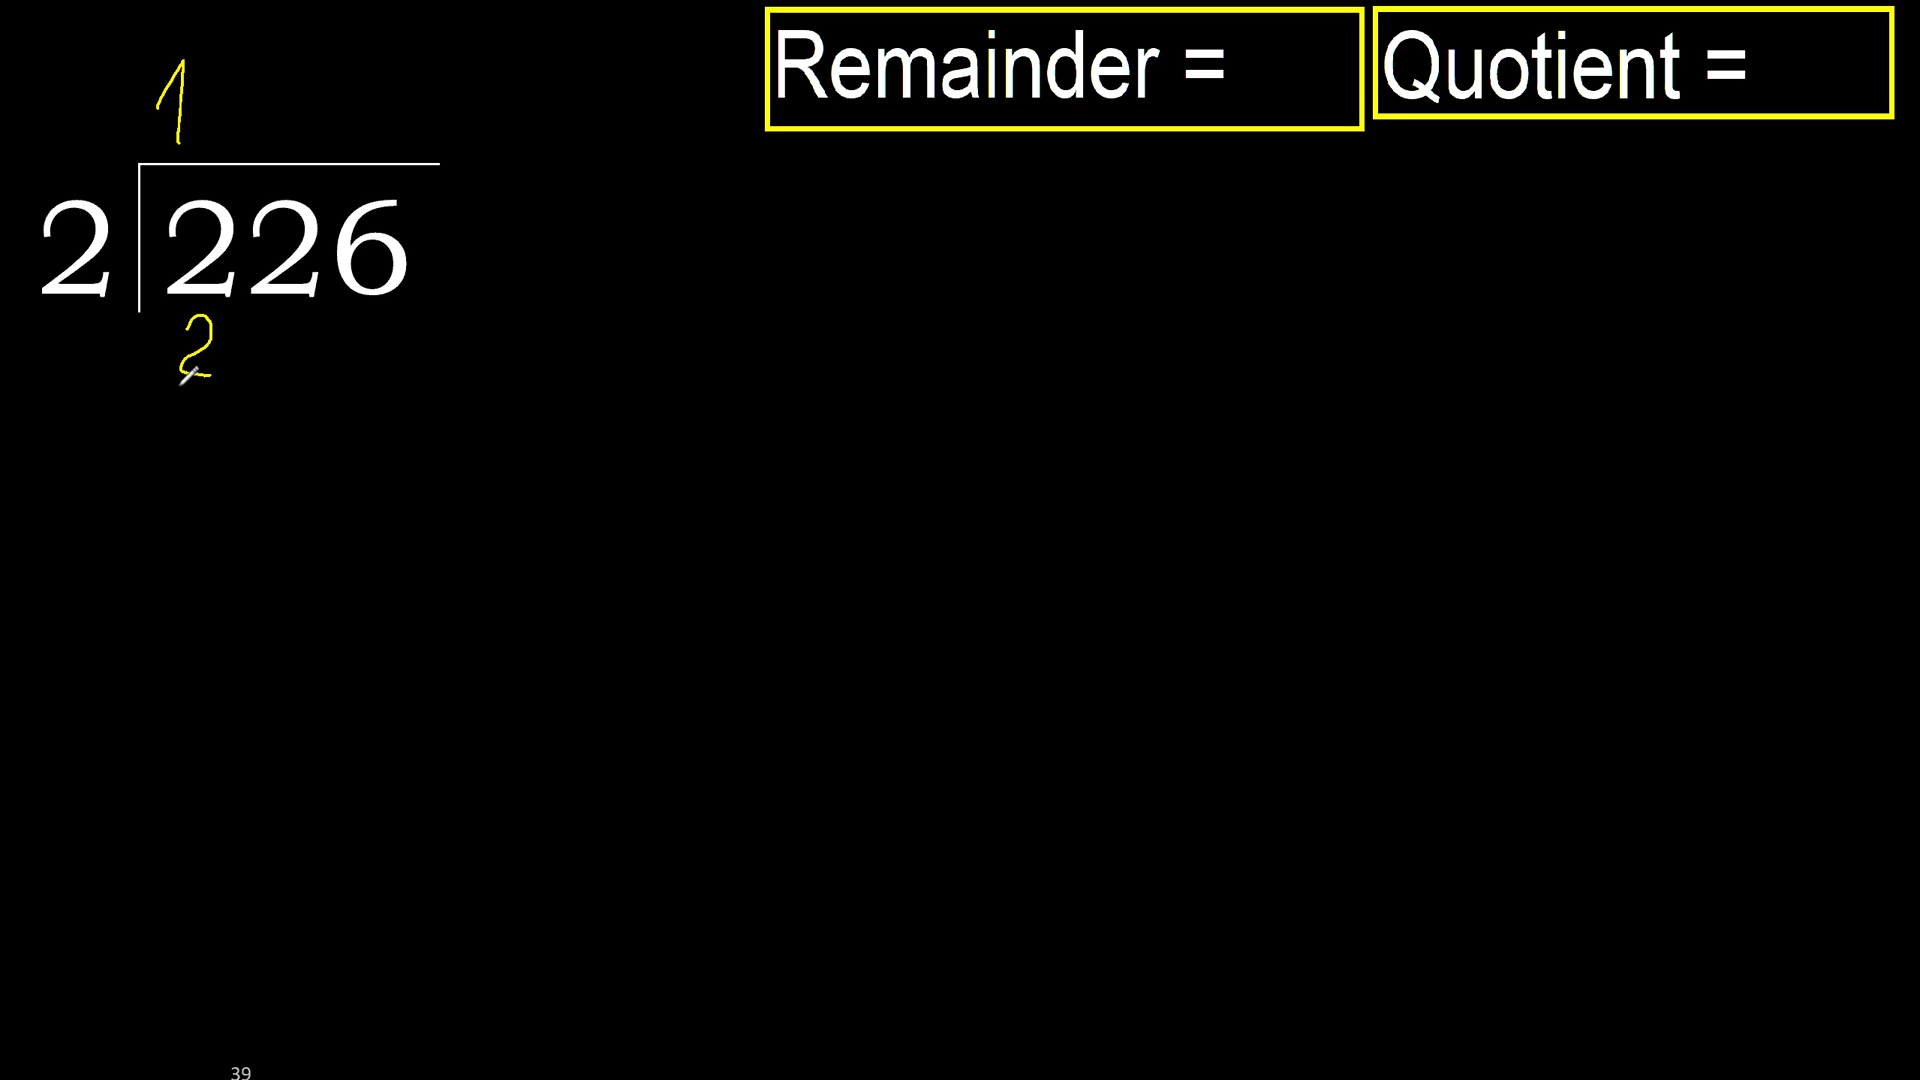 Remainder = Quotient =
1
2 226
2
39